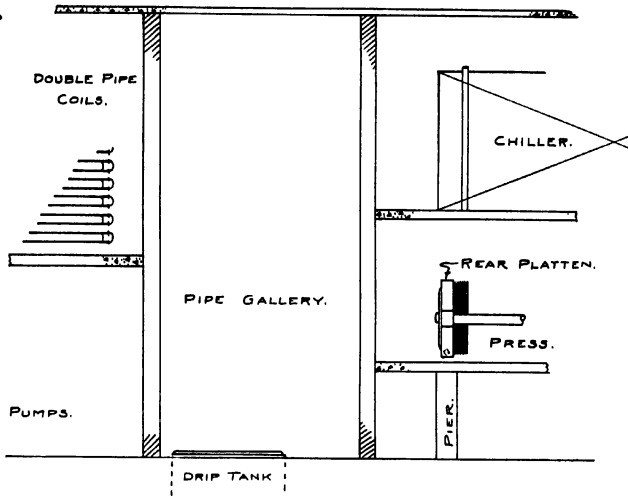 DOUBLE PIPE
COILS.
CHILLER.
REAR PLATTEN.
PIPE GALLERY.
PRESS.
PUMPS.
PIER.
DRIP TANK